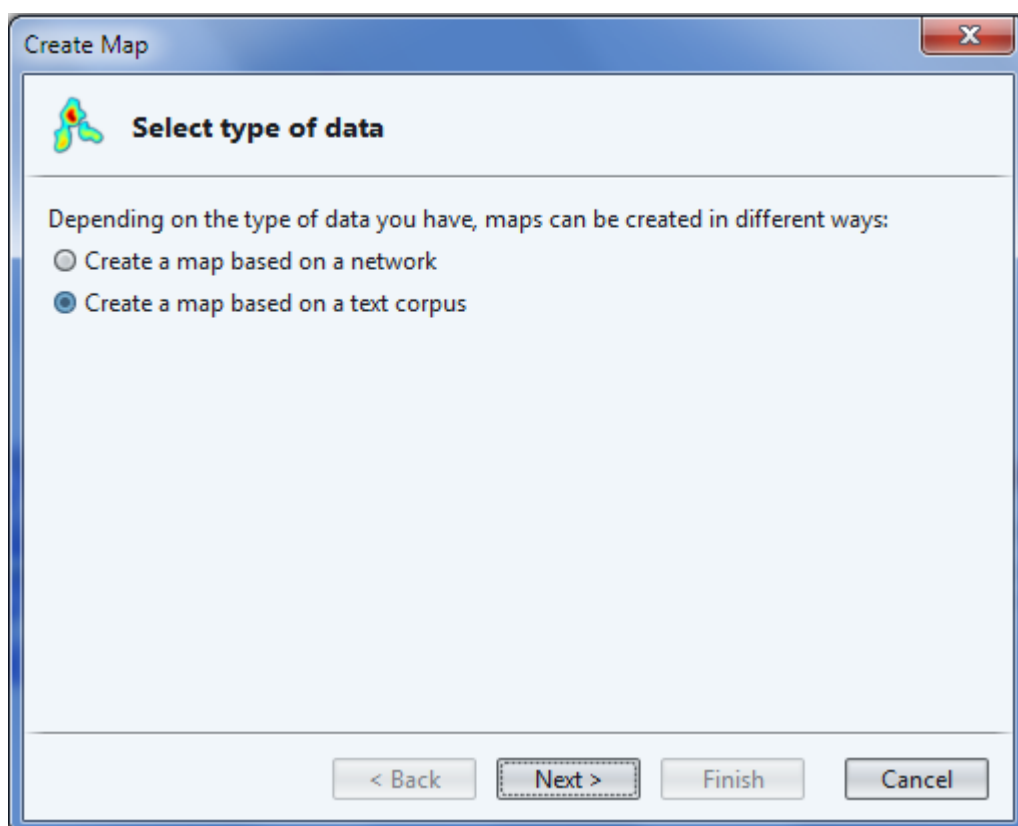 Create Map
Select type of data
Depending on the type of data you have, maps can be created in different ways:
Create a map based on a network
Create a map based on a text corpus
< Back Next > Finish Cancel